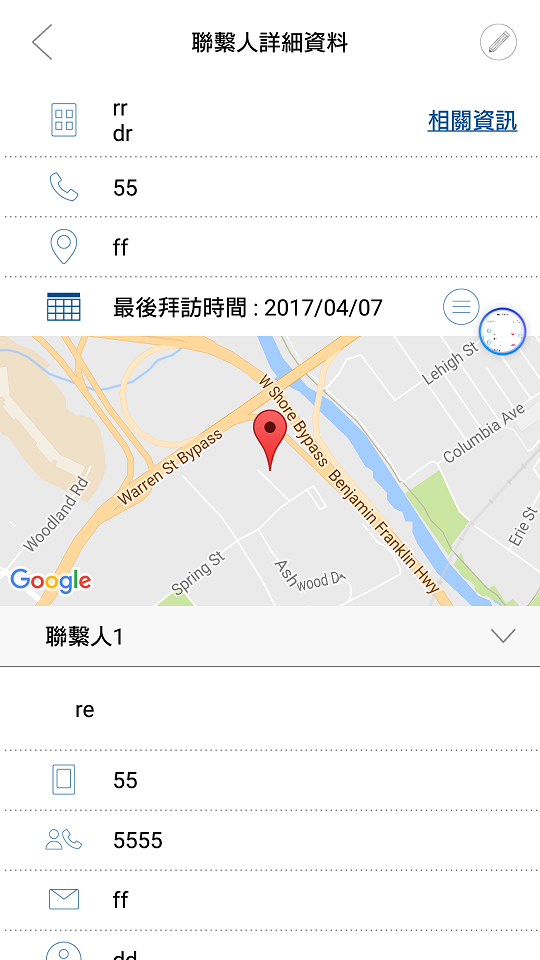 聯繫人詳細資料
rr
dr
相關資訊
55
ff
最後拜訪時間 : 2017/04/07
Lehigh St
W Shore Bypass
Columbia Ave
Warren St Bypass
Benjamin Franklin Hwy
Woodland Rd
Erie St
Spring St
Ashwood Dr
Google
聯繫人1
re
55
5555
ff
dd